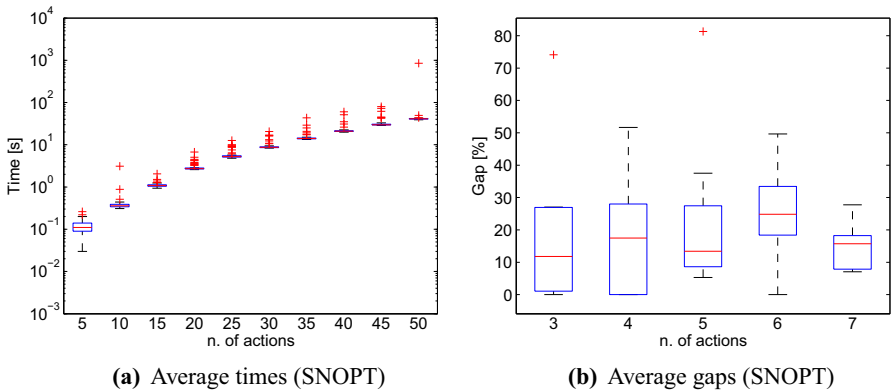 10^4
10^3
10^2
10^1
10^0
10^−1
10^−2
10^−3
Time [s]
5 10 15 20 25 30 35 40 45 50
n. of actions
(a) Average times (SNOPT)
80
70
60
50
40
30
20
10
0
Gap [%]
3 4 5 6 7
n. of actions
(b) Average gaps (SNOPT)